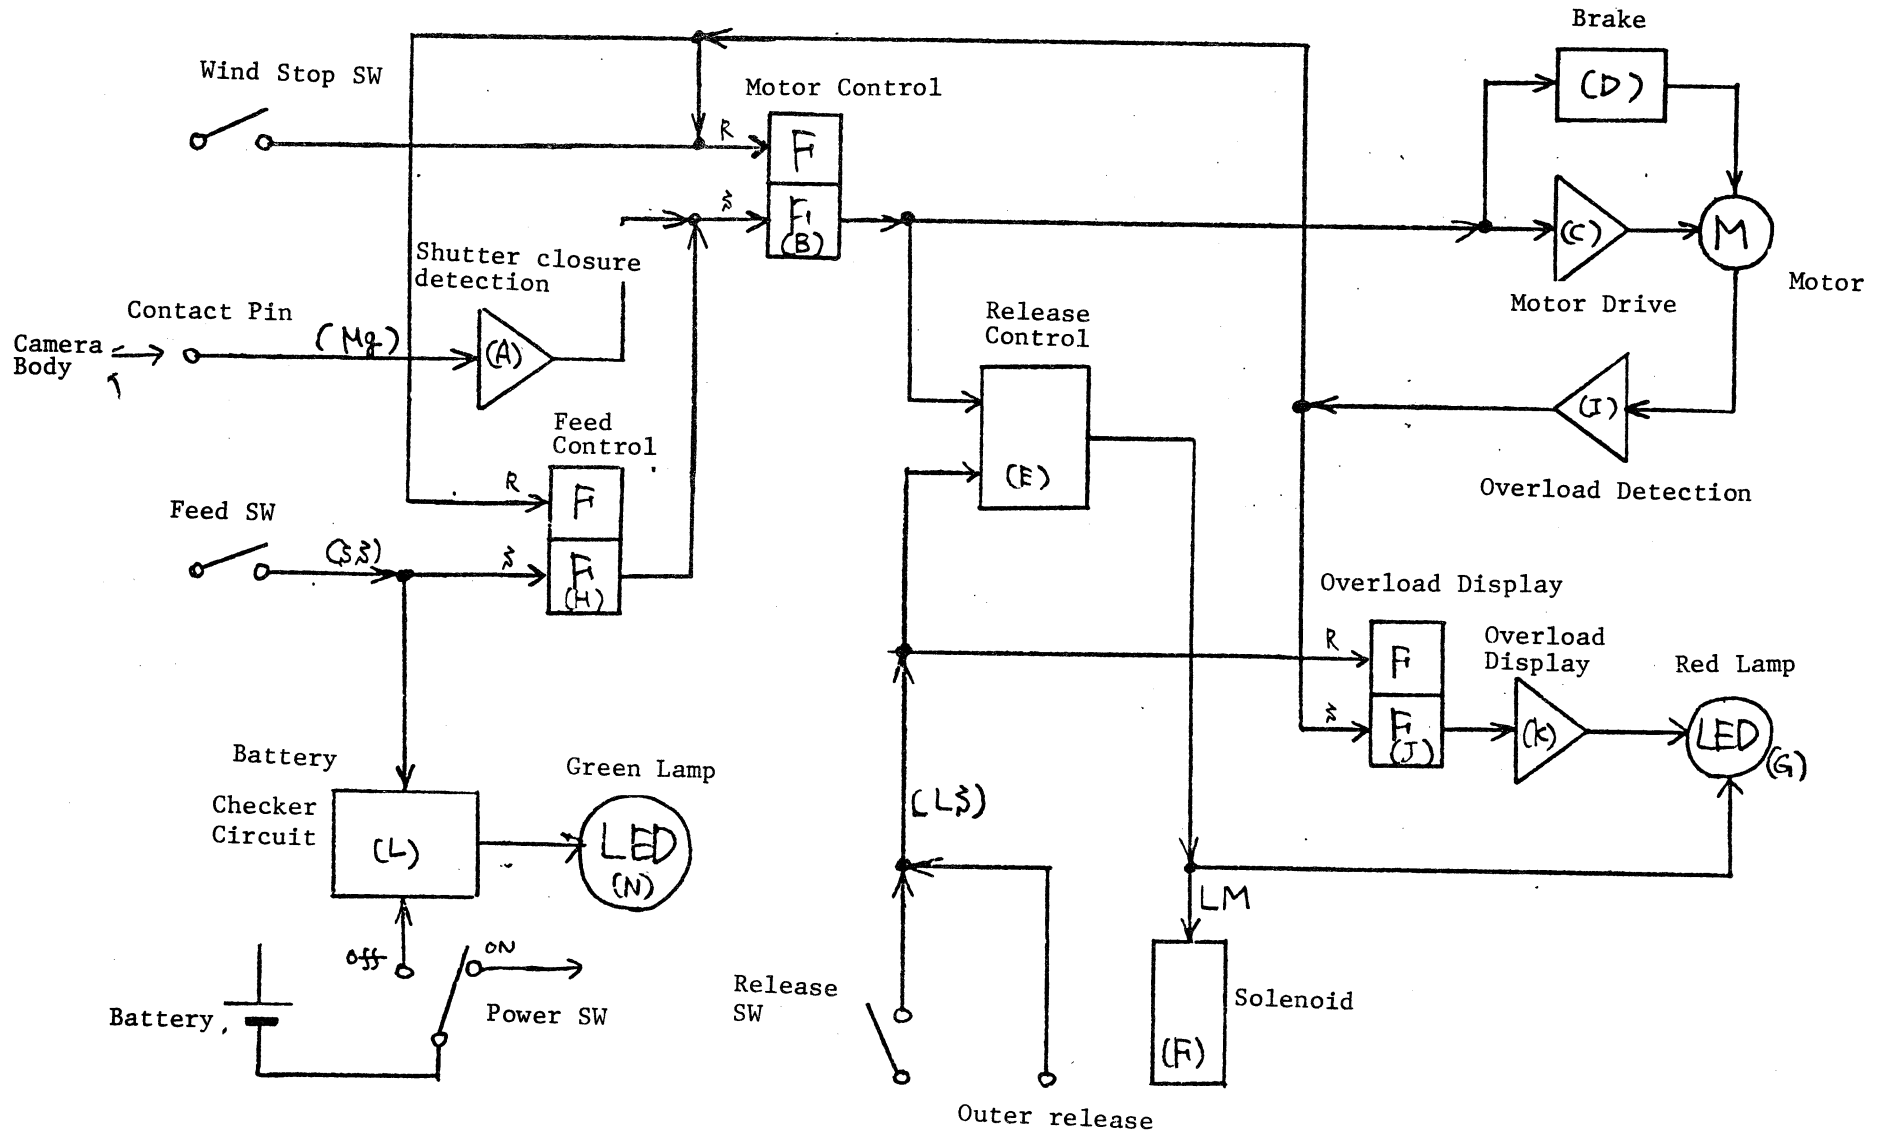 Brake
(D)
Wind Stop SW
Motor Control
R
F
S
F
(B)
(C)
M
Motor
Motor Drive
Shutter closure
detection
Contact Pin
(Mg)
Camera
Body
(A)
Release
Control
(E)
(I)
Overload Detection
Feed
Control
R
F
Feed SW
(SS)
S
F
(H)
Overload Display
R
F
S
F
(J)
Overload
Display
(K)
Red Lamp
LED
(G)
Battery
Checker
Circuit
(L)
Green Lamp
LED
(N)
(LS)
LM
Off
ON
Battery
Power SW
Release
SW
Solenoid
(F)
Outer release